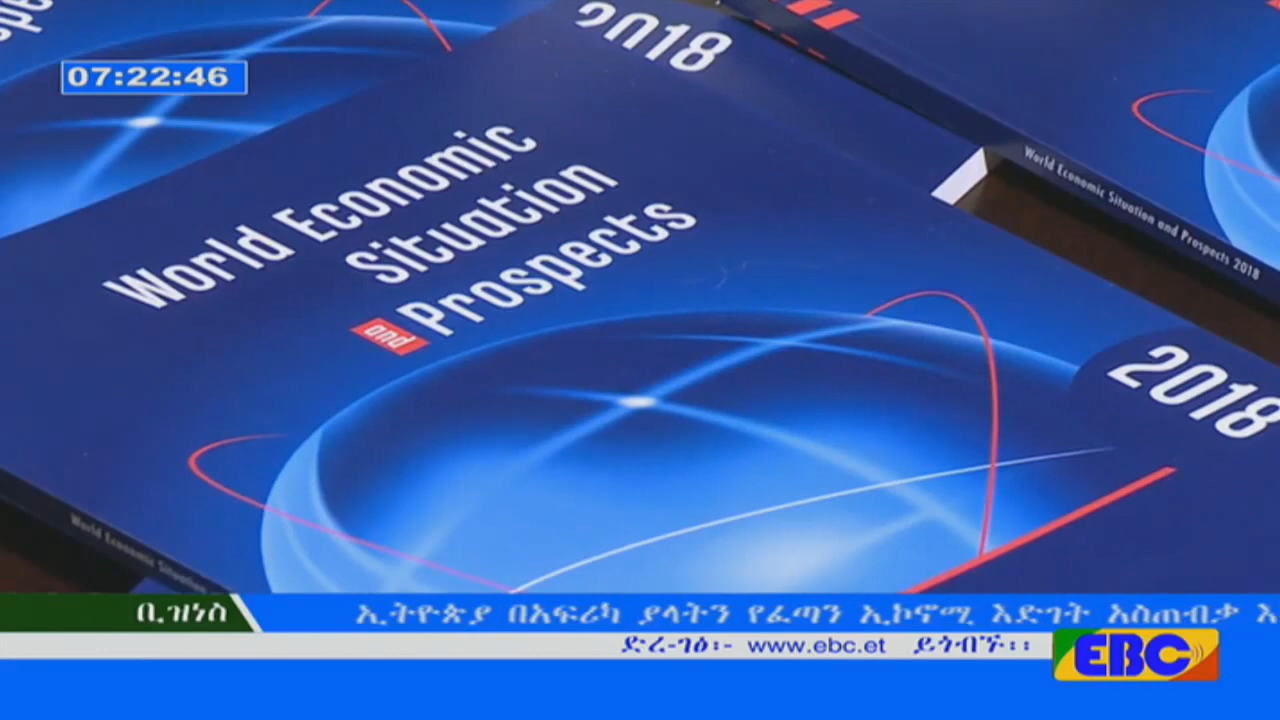 2018
07:22:46
World Economic
Situation
and Prospects
World Economic Situation and Prospects 2018
2018
World Economic Situation
ቢዝነስ
ኢትዮጵያ በአፍሪካ ያላትን የፈጣን ኢኮኖሚ እድገት አስጠብቃ
ድረ-ገፅ፡- www.ebc.et ይጎብኙ፡፡
EBC